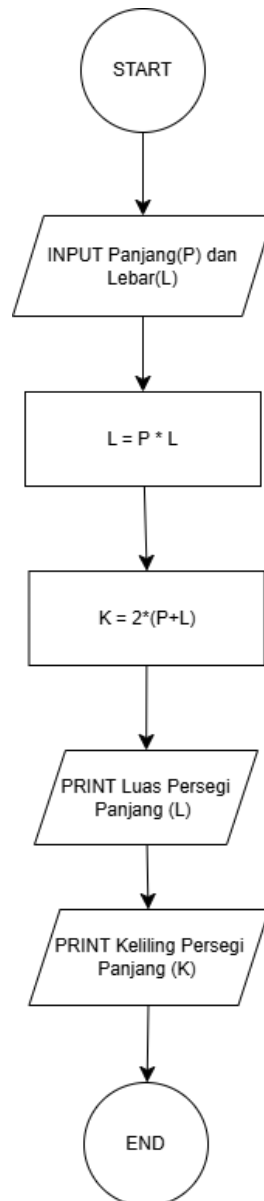 START
INPUT Panjang(P) dan
Lebar(L)
L = P * L
K = 2*(P+L)
PRINT Luas Persegi
Panjang (L)
PRINT Keliling Persegi
Panjang (K)
END